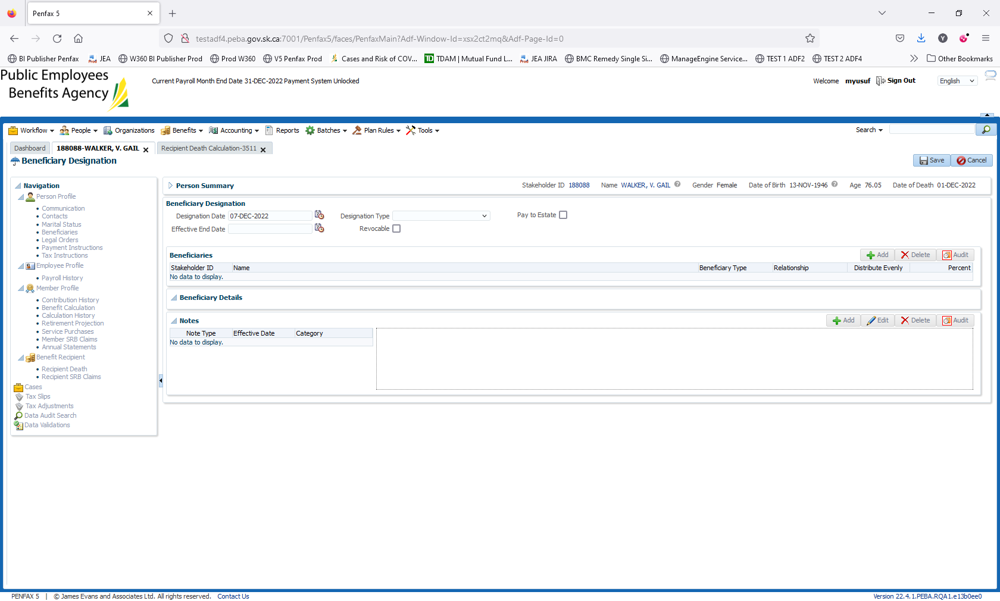 Penfax 5
testadf4.peba.gov.sk.ca:7001/Penfax5/faces/PenfaxMain?Adf-Window-Id=xsx2ct2mq&Adf-Page-Id=0
BI Publisher Penfax JEA W360 BI Publisher Prod Prod W360 V5 Penfax Prod Cases and Risk of COV... TDAM | Mutual Fund L... JEA JIRA BMC Remedy Single Si... ManageEngine Service... TEST 1 ADF2 TEST 2 ADF4 Other Bookmarks
Public Employees
Benefits Agency
Current Payroll Month End Date 31-DEC-2022 Payment System Unlocked
Welcome myusuf Sign Out English
Workflow People Organizations Benefits Accounting Reports Batches Plan Rules Tools Search
Dashboard 188088-WALKER, V. GAIL Recipient Death Calculation-3511
Beneficiary Designation Save Cancel
Navigation
Person Profile
Communication
Contacts
Marital Status
Beneficiaries
Legal Orders
Payment Instructions
Tax Instructions
Employee Profile
Payroll History
Member Profile
Contribution History
Benefit Calculation
Calculation History
Retirement Projection
Service Purchases
Member SRB Claims
Annual Statements
Benefit Recipient
Recipient Death
Recipient SRB Claims
Cases
Tax Slips
Tax Adjustments
Data Audit Search
Data Validations
Person Summary Stakeholder ID 188088 Name WALKER, V. GAIL Gender Female Date of Birth 13-NOV-1946 Age 76.05 Date of Death 01-DEC-2022
Beneficiary Designation
Designation Date 07-DEC-2022 Designation Type Pay to Estate
Effective End Date Revocable
Beneficiaries Add Delete Audit
Stakeholder ID Name Beneficiary Type Relationship Distribute Evenly Percent
No data to display.
Beneficiary Details
Notes Add Edit Delete Audit
Note Type Effective Date Category
No data to display.
PENFAX 5 | © James Evans and Associates Ltd. All rights reserved. Contact Us Version 22.4.1.PEBA.RQA1.e13b0ee0